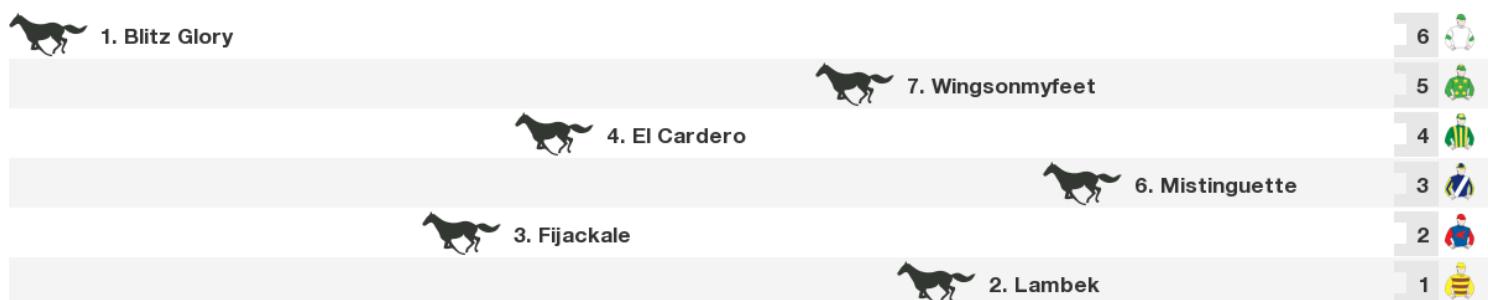 1. Blitz Glory 6
7. Wingsonmyfeet 5
4. El Cardero 4
6. Mistinguette 3
3. Fijackale 2
2. Lambek 1